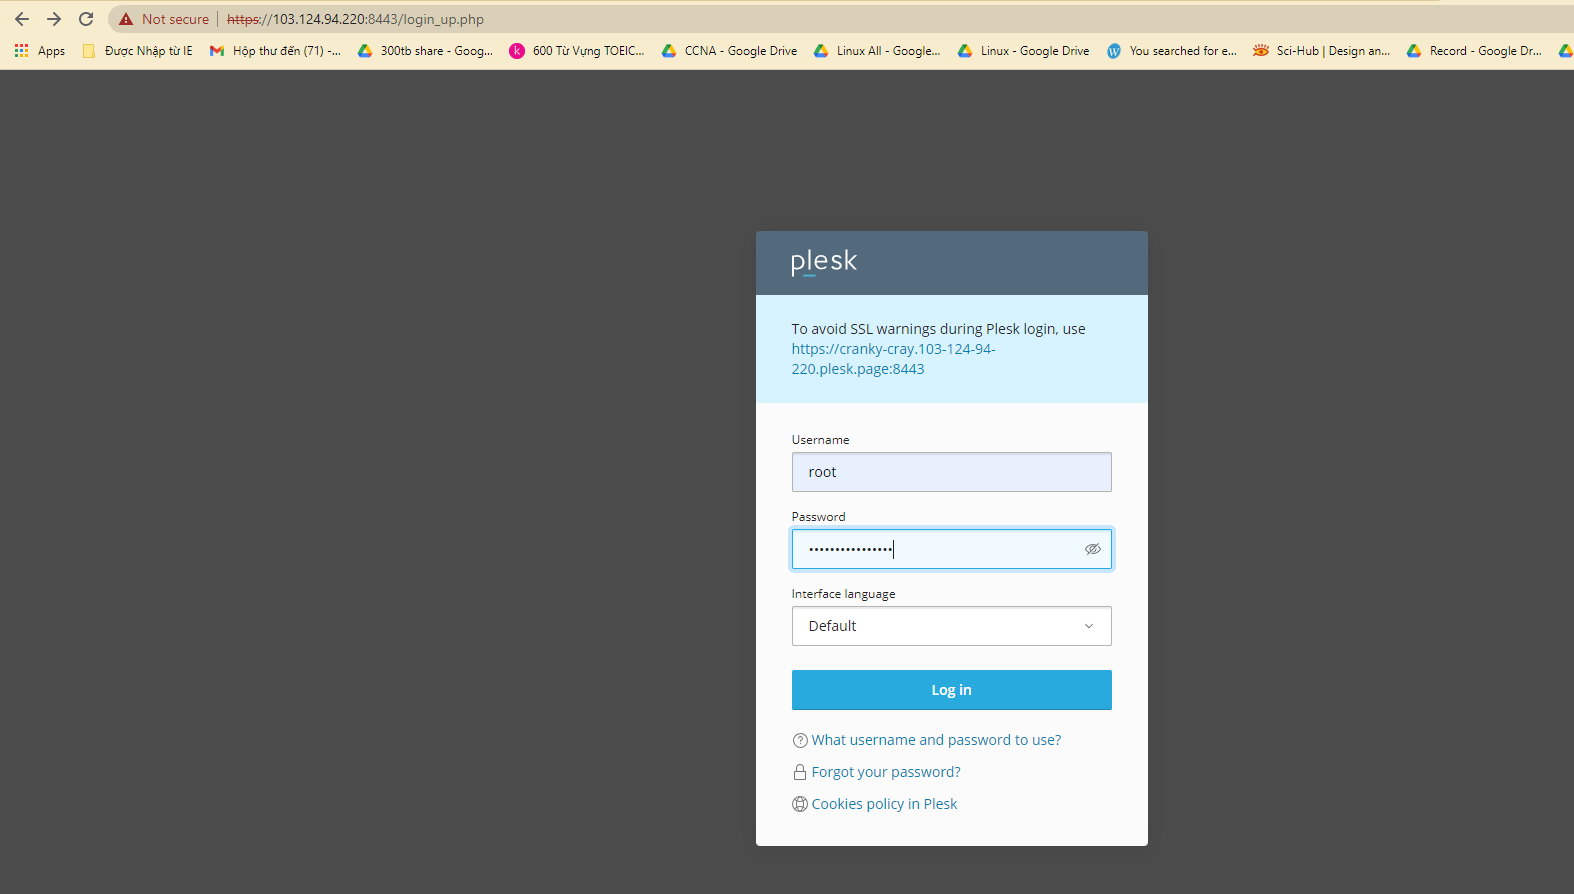 Not secure | https://103.124.94.220:8443/login_up.php
Apps Được Nhập từ IE Hộp thư đến (71) -... 300tb share - Goog... 600 Từ Vựng TOEIC... CCNA - Google Drive Linux All - Google... Linux - Google Drive You searched for e... Sci-Hub | Design an... Record - Google Dr...
plesk
To avoid SSL warnings during Plesk login, use
https://cranky-cray.103-124-94-
220.plesk.page:8443
Username
root
Password
••••••••••••••••
Interface language
Default
Log in
What username and password to use?
Forgot your password?
Cookies policy in Plesk